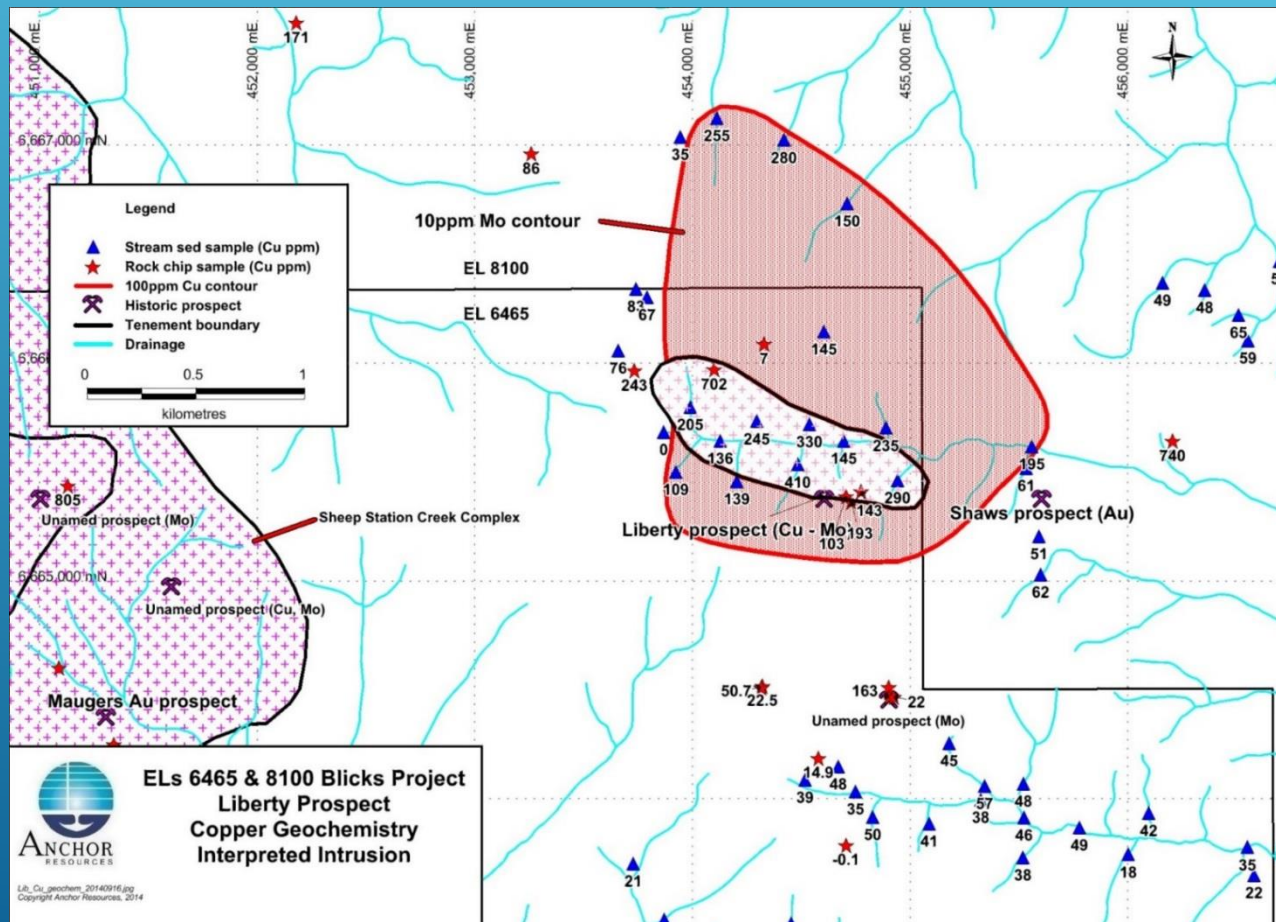 451,000 mE
452,000 mE
453,000 mE
454,000 mE
455,000 mE
456,000 mE
N
171
6,667,000 mN
86
35
255
280
150
Legend
Stream sed sample (Cu ppm)
Rock chip sample (Cu ppm)
100ppm Cu contour
Historic prospect
Tenement boundary
Drainage
0 0.5 1
kilometres
10ppm Mo contour
EL 8100
EL 6465
83
67
49
48
65
59
76
243
7
145
702
205
245
330
235
0
136
145
109
139
410
290
195
61
740
143
193
103
Liberty prospect (Cu - Mo)
Shaws prospect (Au)
51
62
805
Unamed prospect (Mo)
Sheep Station Creek Complex
6,665,000 mN
Unamed prospect (Cu, Mo)
Maugers Au prospect
22.5
163
22
Unamed prospect (Mo)
45
14.9
48
39
35
57
38
48
50
41
46
49
42
-0.1
38
18
35
22
21
ANCHOR
RESOURCES
ELs 6465 & 8100 Blicks Project
Liberty Prospect
Copper Geochemistry
Interpreted Intrusion
Lib_Cu_geochem_20140916.jpg
Copyright Anchor Resources, 2014